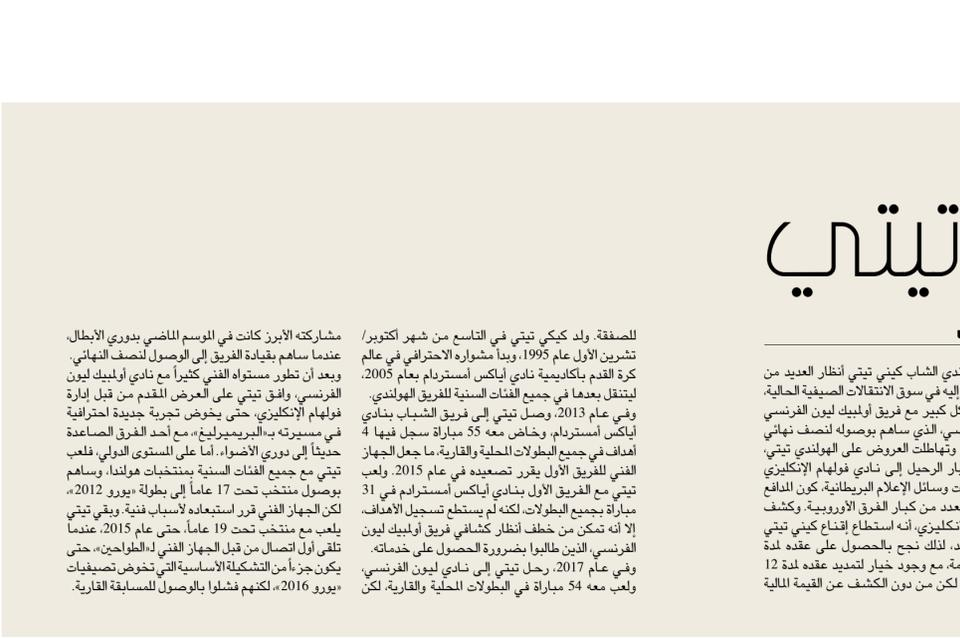 تيتي
ندي الشاب كيني تيتي أنظار العديد من
إليه في سوق الانتقالات الصيفية الحالية،
كل كبير مع فريق أولمبيك ليون الفرنسي
سي، الذي ساهم بوصوله لنصف نهائي
وتهاطلت العروض على الهولندي تيتي،
بار الرحيل إلى نادي فولهام الإنكليزي
ت وسائل الإعلام البريطانية، كون المدافع
عدد من كبار الفرق الأوروبية. وكشف
نكليزي، أنه استطاع إقناع كيني تيتي
د، لذلك نجح بالحصول على عقده لمدة
مة، مع وجود خيار لتمديد عقده لمدة 12
لكن من دون الكشف عن القيمة المالية
للصفقة. ولد كيكي تيتي في التاسع من شهر أكتوبر/
تشرين الأول عام 1995، وبدأ مشواره الاحترافي في عالم
كرة القدم بأكاديمية نادي أياكس أمستردام بعام 2005،
ليتنقل بعدها في جميع الفئات السنية للفريق الهولندي.
وفي عام 2013، وصل تيتي إلى فريق الشباب بنادي
أياكس أمستردام، وخاض معه 55 مباراة سجل فيها 4
أهداف في جميع البطولات المحلية والقارية، ما جعل الجهاز
الفني للفريق الأول يقرر تصعيده في عام 2015. ولعب
تيتي مع الفريق الأول بنادي أياكس أمسترادم في 31
مباراة بجميع البطولات، لكنه لم يستطع تسجيل الأهداف،
إلا أنه تمكن من خطف أنظار كشافي فريق أولمبيك ليون
الفرنسي، الذين طالبوا بضرورة الحصول على خدماته.
وفي عام 2017، رحل تيتي إلى نادي ليون الفرنسي،
ولعب معه 54 مباراة في البطولات المحلية والقارية، لكن
مشاركته الأبرز كانت في الموسم الماضي بدوري الأبطال،
عندما ساهم بقيادة الفريق إلى الوصول لنصف النهائي.
وبعد أن تطور مستواه الفني كثيراً مع نادي أولمبيك ليون
الفرنسي، وافق تيتي على العرض المقدم من قبل إدارة
فولهام الإنكليزي، حتى يخوض تجربة جديدة احترافية
في مسيرته بـ«البريميرليغ»، مع أحد الفرق الصاعدة
حديثاً إلى دوري الأضواء. أما على المستوى الدولي، فلعب
تيتي مع جميع الفئات السنية بمنتخبات هولندا، وساهم
بوصول منتخب تحت 17 عاماً إلى بطولة «يورو 2012»،
لكن الجهاز الفني قرر استبعاده لأسباب فنية. وبقي تيتي
يلعب مع منتخب تحت 19 عاماً، حتى عام 2015، عندما
تلقى أول اتصال من قبل الجهاز الفني لـ«الطواحين»، حتى
يكون جزءاً من التشكيلة الأساسية التي تخوض تصفيات
«يورو 2016»، لكنهم فشلوا بالوصول للمسابقة القارية.